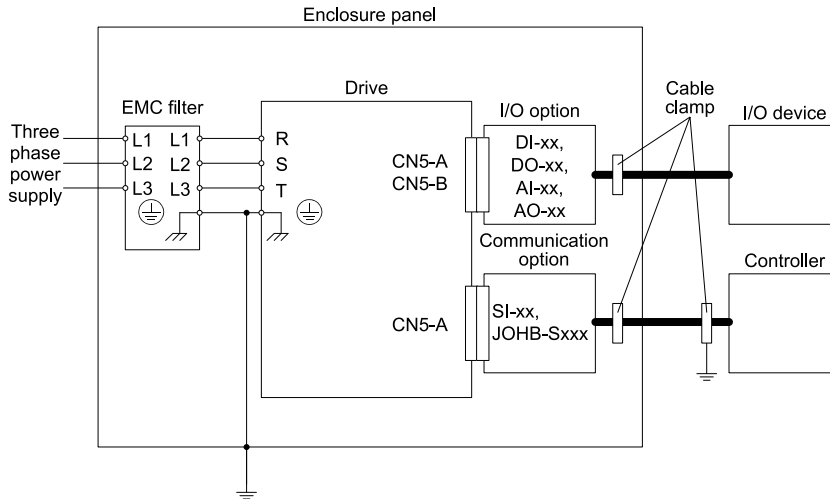 Enclosure panel
Drive
EMC filter
Three
phase
power
supply
L1 L1
L2 L2
L3 L3
R
S
T
CN5-A
CN5-B
I/O option
DI-xx,
DO-xx,
AI-xx,
AO-xx
Cable
clamp
I/O device
Communication
option
CN5-A
SI-xx,
JOHB-Sxxx
Controller